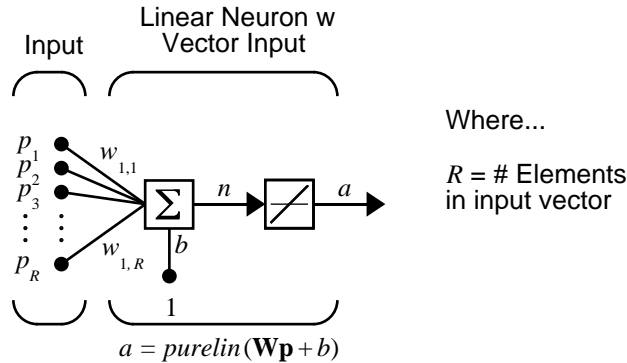 Linear Neuron w
Vector Input
Input
Where...
R = # Elements
in input vector
p1
p2
p3
pR
w1,1
w1,R
Σ
n
a
b
1
a = purelin(Wp + b)